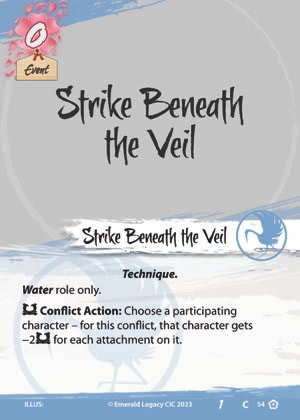 0
Event
Strike Beneath
the Veil
Strike Beneath the Veil
Technique.
Water role only.
Conflict Action: Choose a participating
character – for this conflict, that character gets
–2 for each attachment on it.
ILLUS:
© Emerald Legacy CIC 2023
1
C
54